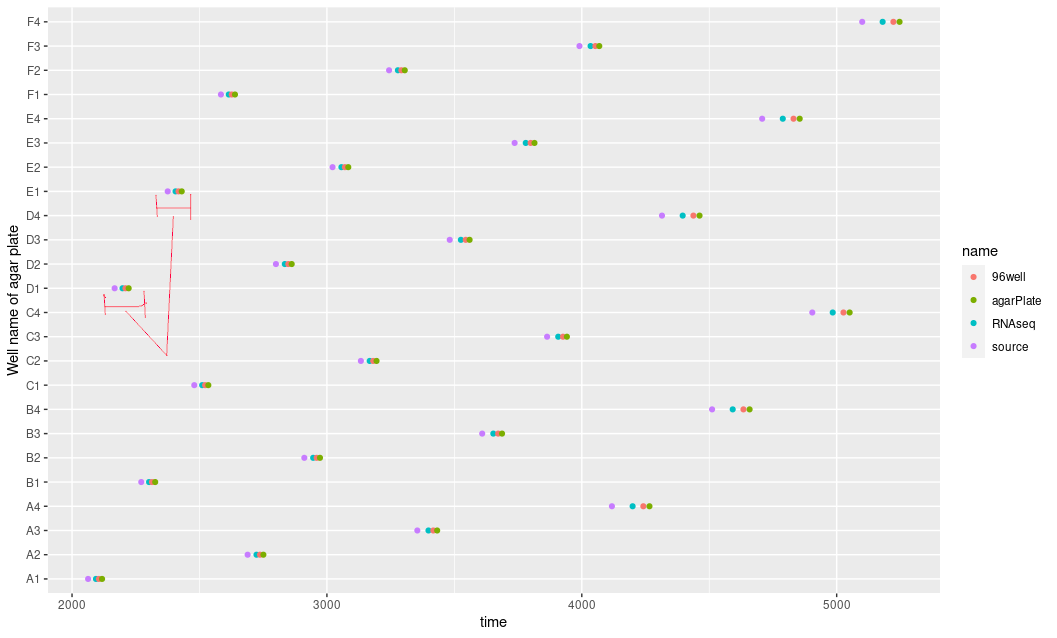 F4
F3
F2
F1
E4
E3
E2
E1
D4
D3
D2
D1
C4
C3
C2
C1
B4
B3
B2
B1
A4
A3
A2
A1
Well name of agar plate
2000 3000 4000 5000
time
name
96well
agarPlate
RNAseq
source